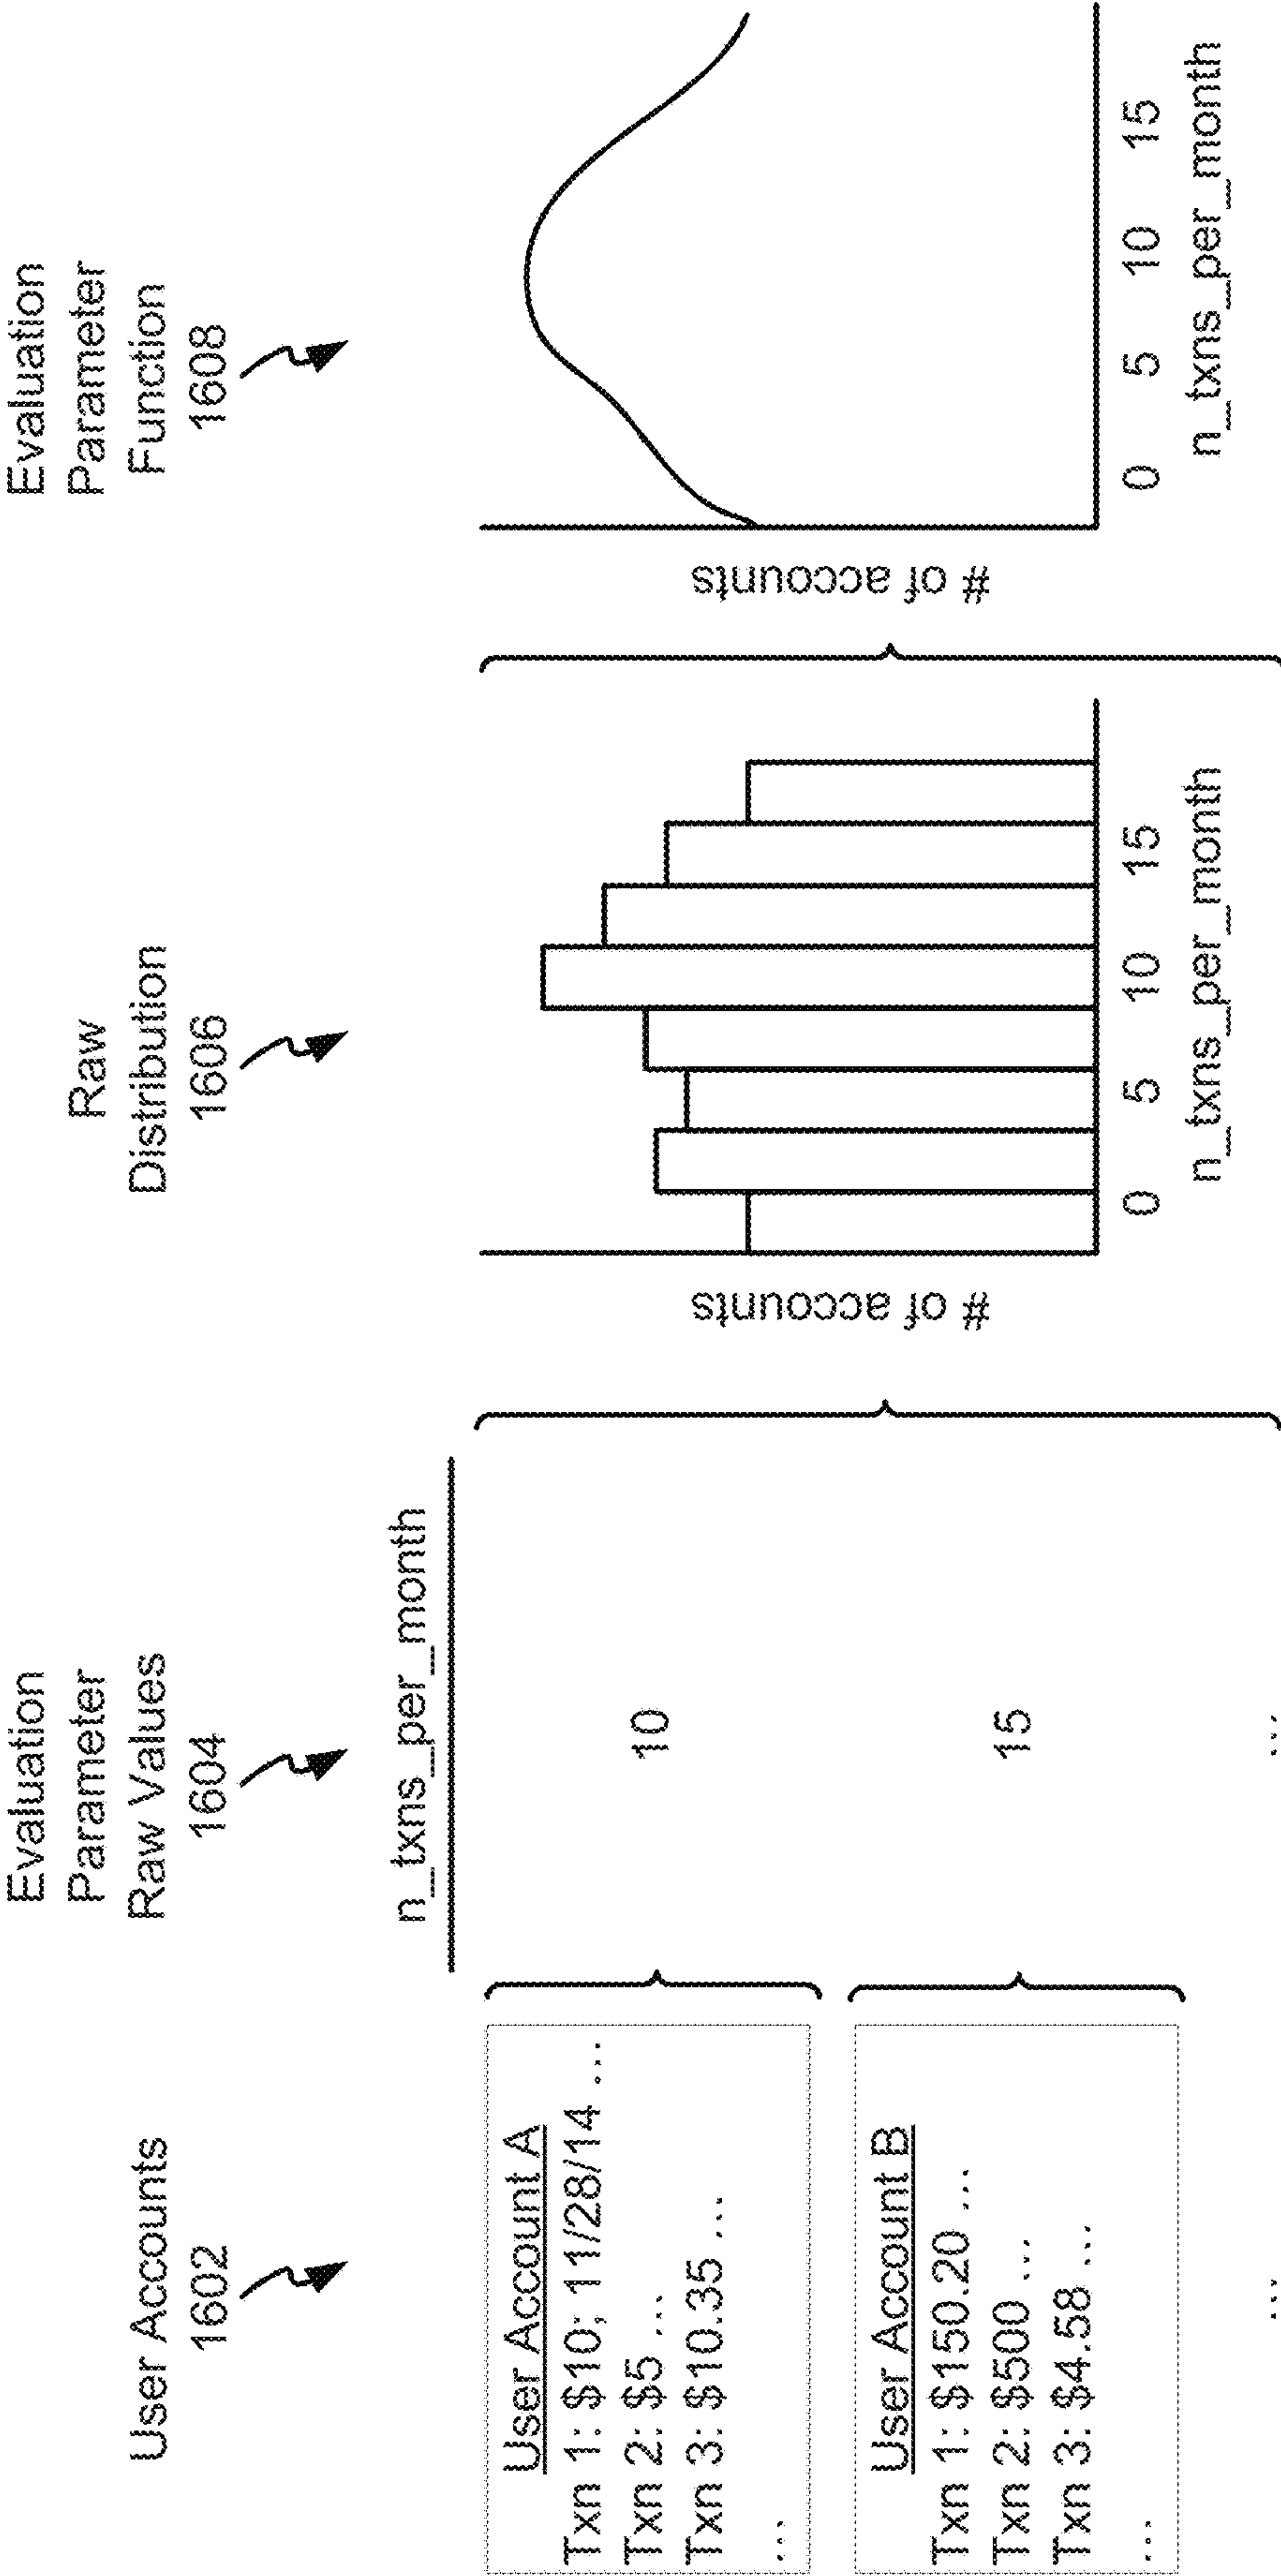 User Accounts
1602
User Account A
Txn 1: $10; 11/28/14 ...
Txn 2: $5 ...
Txn 3: $10.35 ...
...
User Account B
Txn 1: $150.20 ...
Txn 2: $500 ...
Txn 3: $4.58 ...
...
...
Evaluation
Parameter
Raw Values
1604
n_txns_per_month
10
15
...
Raw
Distribution
1606
# of accounts
0 5 10 15
n_txns_per_month
Evaluation
Parameter
Function
1608
# of accounts
0 5 10 15
n_txns_per_month